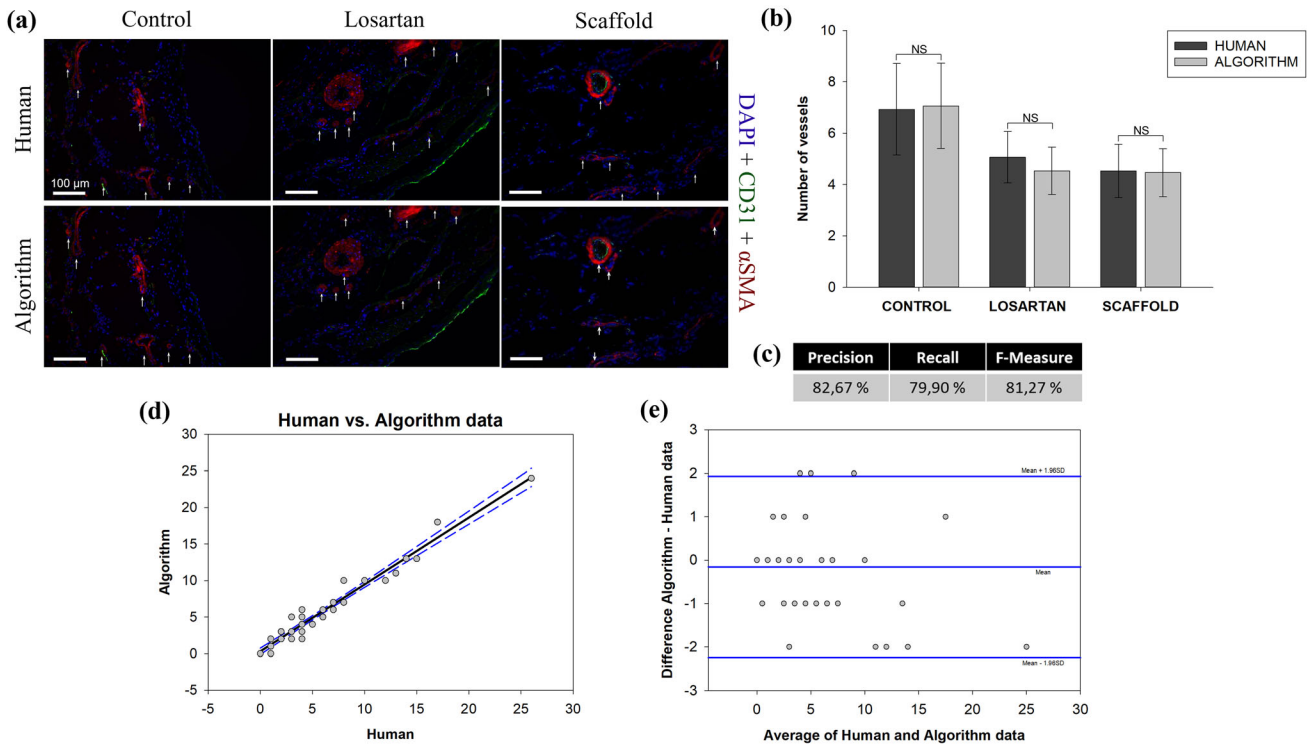 (a)
Control
Losartan
Scaffold
Human
100 µm
Algorithm
DAPI + CD31 + αSMA
(b)
10
8
6
4
2
0
Number of vessels
NS
NS
NS
CONTROL
LOSARTAN
SCAFFOLD
HUMAN
ALGORITHM
(c)
Precision
Recall
F-Measure
82,67 %
79,90 %
81,27 %
(d)
Human vs. Algorithm data
30
25
20
15
10
5
0
-5
Algorithm
-5
0
5
10
15
20
25
30
Human
(e)
3
2
1
0
-1
-2
-3
Difference Algorithm - Human data
Mean + 1.96SD
Mean
Mean - 1.96SD
0
5
10
15
20
25
30
Average of Human and Algorithm data